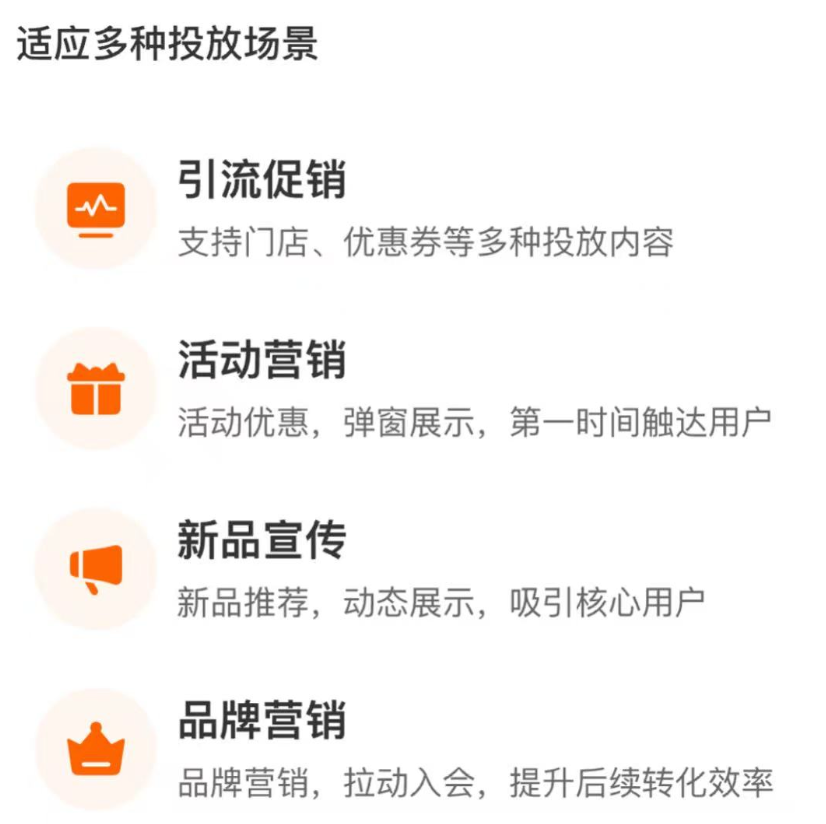 适应多种投放场景
引流促销
支持门店、优惠券等多种投放内容
活动营销
活动优惠，弹窗展示，第一时间触达用户
新品宣传
新品推荐，动态展示，吸引核心用户
品牌营销
品牌营销，拉动入会，提升后续转化效率